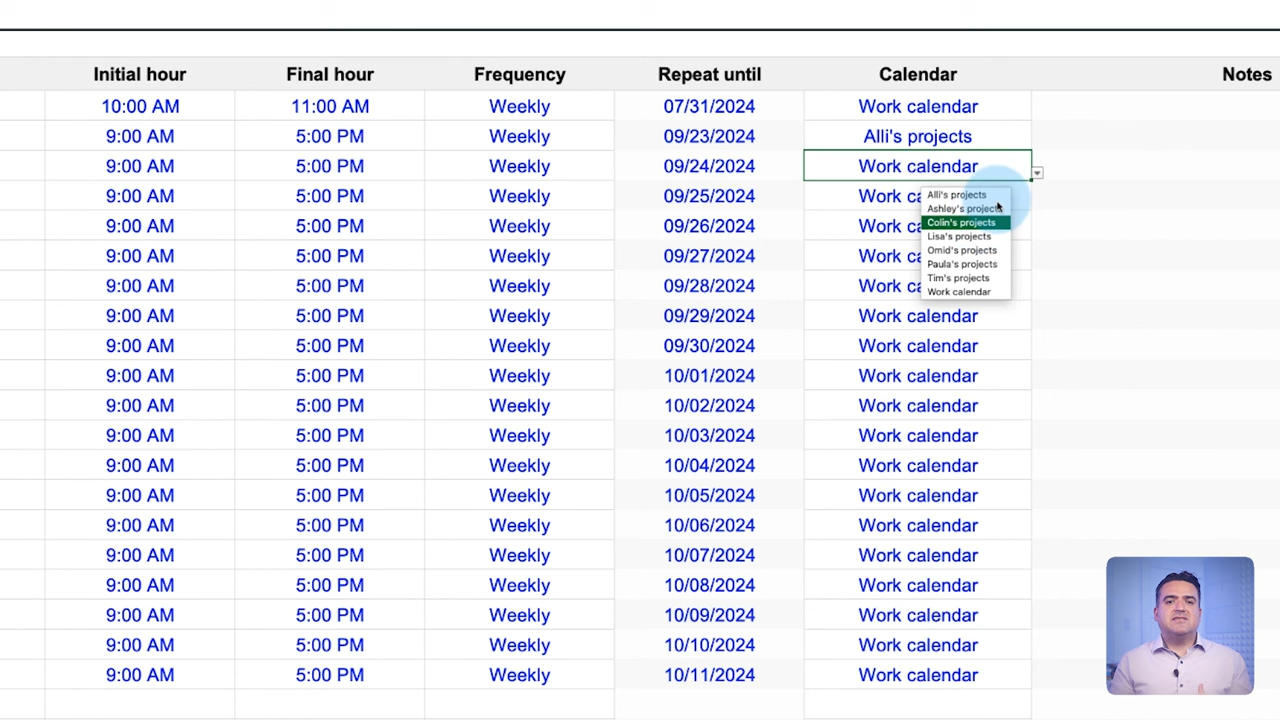 Initial hour Final hour Frequency Repeat until Calendar Notes
10:00 AM 11:00 AM Weekly 07/31/2024 Work calendar
9:00 AM 5:00 PM Weekly 09/23/2024 Alli's projects
9:00 AM 5:00 PM Weekly 09/24/2024 Work calendar
9:00 AM 5:00 PM Weekly 09/25/2024 Work
9:00 AM 5:00 PM Weekly 09/26/2024 Work
9:00 AM 5:00 PM Weekly 09/27/2024 Work
9:00 AM 5:00 PM Weekly 09/28/2024 Work
Alli's projects
Ashley's projects
Colin's projects
Lisa's projects
Omid's projects
Paula's projects
Tim's projects
Work calendar
9:00 AM 5:00 PM Weekly 09/29/2024 Work calendar
9:00 AM 5:00 PM Weekly 09/30/2024 Work calendar
9:00 AM 5:00 PM Weekly 10/01/2024 Work calendar
9:00 AM 5:00 PM Weekly 10/02/2024 Work calendar
9:00 AM 5:00 PM Weekly 10/03/2024 Work calendar
9:00 AM 5:00 PM Weekly 10/04/2024 Work calendar
9:00 AM 5:00 PM Weekly 10/05/2024 Work calendar
9:00 AM 5:00 PM Weekly 10/06/2024 Work calendar
9:00 AM 5:00 PM Weekly 10/07/2024 Work calendar
9:00 AM 5:00 PM Weekly 10/08/2024 Work calendar
9:00 AM 5:00 PM Weekly 10/09/2024 Work calendar
9:00 AM 5:00 PM Weekly 10/10/2024 Work calendar
9:00 AM 5:00 PM Weekly 10/11/2024 Work calendar